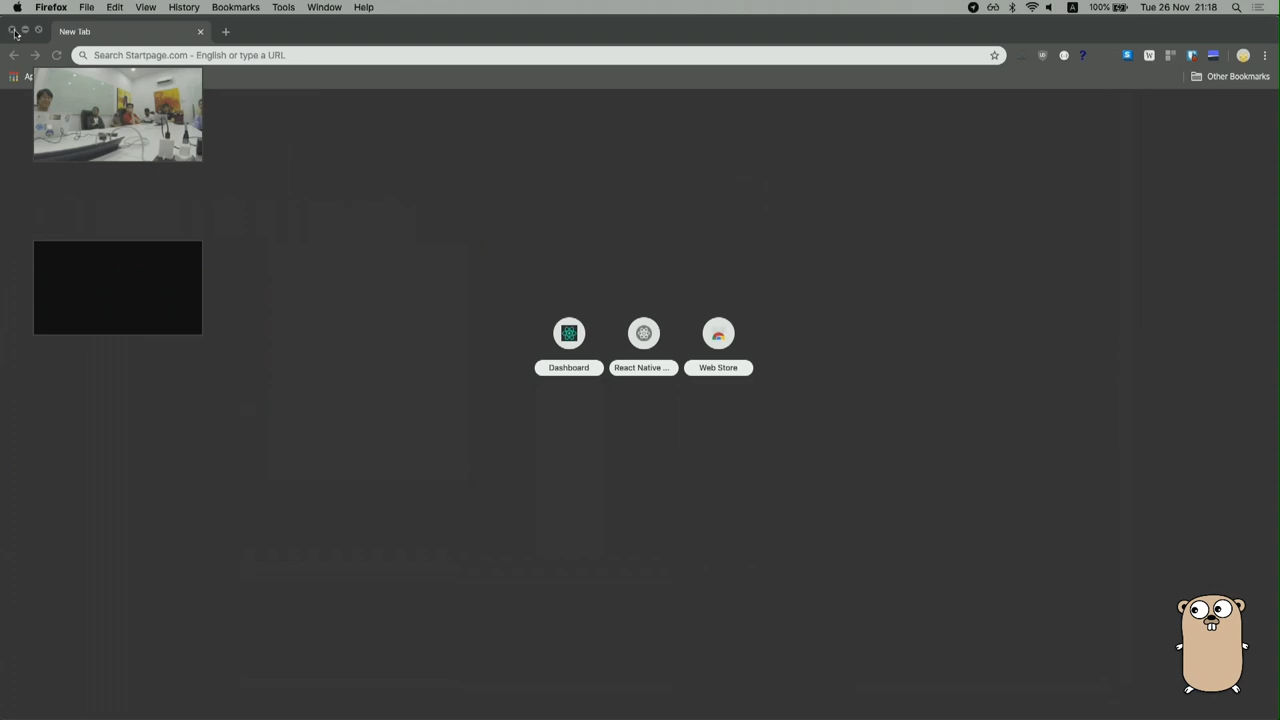 Firefox File Edit View History Bookmarks Tools Window Help A 100% Tue 26 Nov 21:18
New Tab
Search Startpage.com - English or type a URL
Ap Other Bookmarks
Dashboard React Native ... Web Store